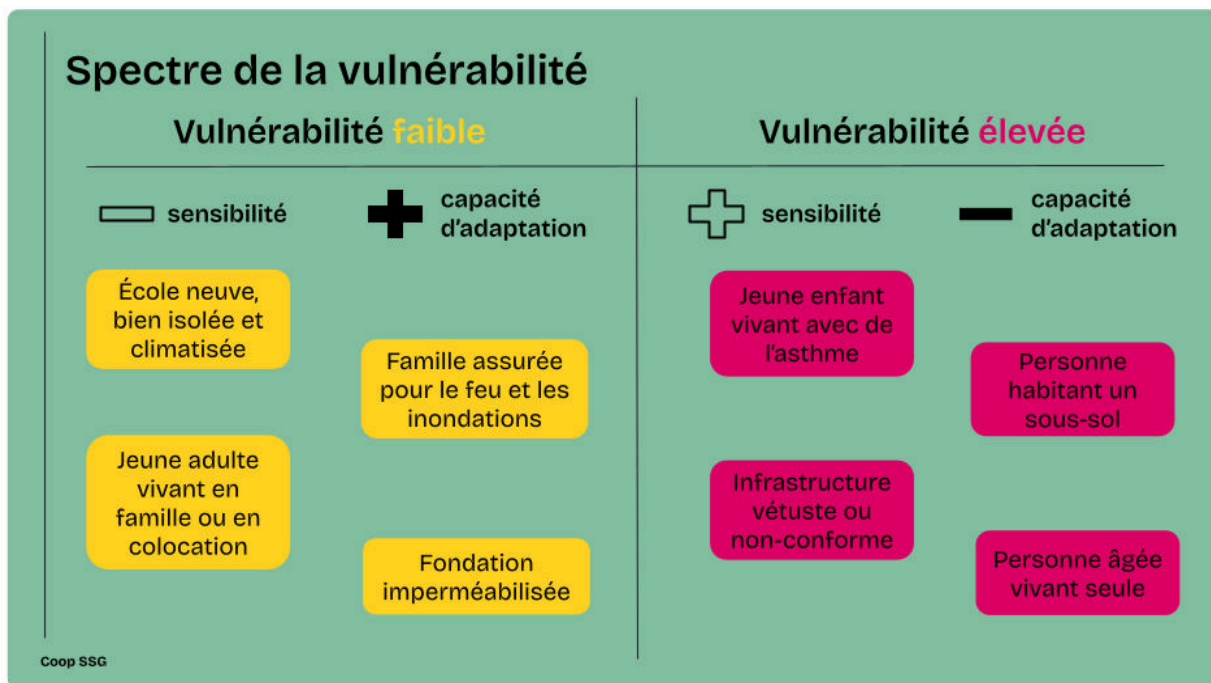 Spectre de la vulnérabilité
Vulnérabilité faible
sensibilité
capacité
d'adaptation
École neuve,
bien isolée et
climatisée
Famille assurée
pour le feu et les
inondations
Jeune adulte
vivant en
famille ou en
colocation
Fondation
imperméabilisée
Vulnérabilité élevée
sensibilité
capacité
d'adaptation
Jeune enfant
vivant avec de
l'asthme
Personne
habitant un
sous-sol
Infrastructure
vétuste ou
non-conforme
Personne âgée
vivant seule
Coop SSG